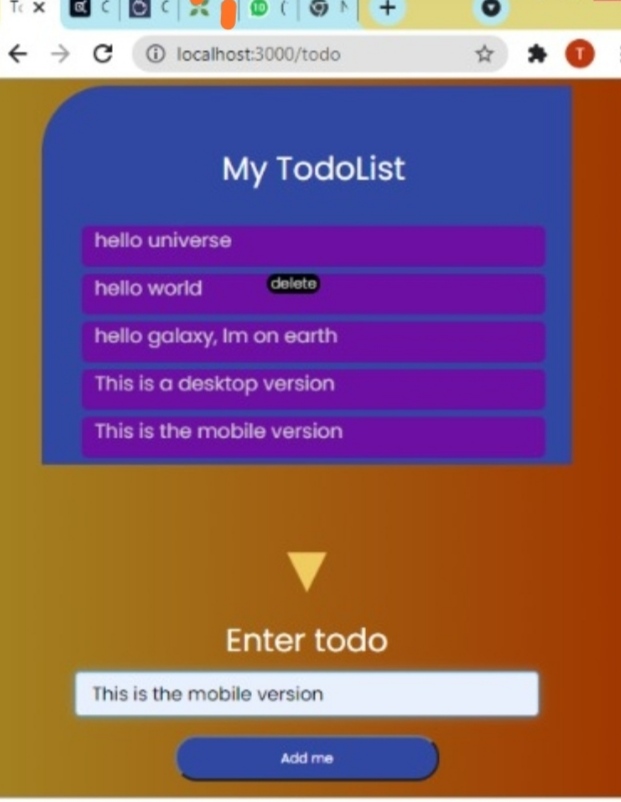 localhost:3000/todo
T
My TodoList
hello universe
hello world delete
hello galaxy, Im on earth
This is a desktop version
This is the mobile version
Enter todo
This is the mobile version
Add me